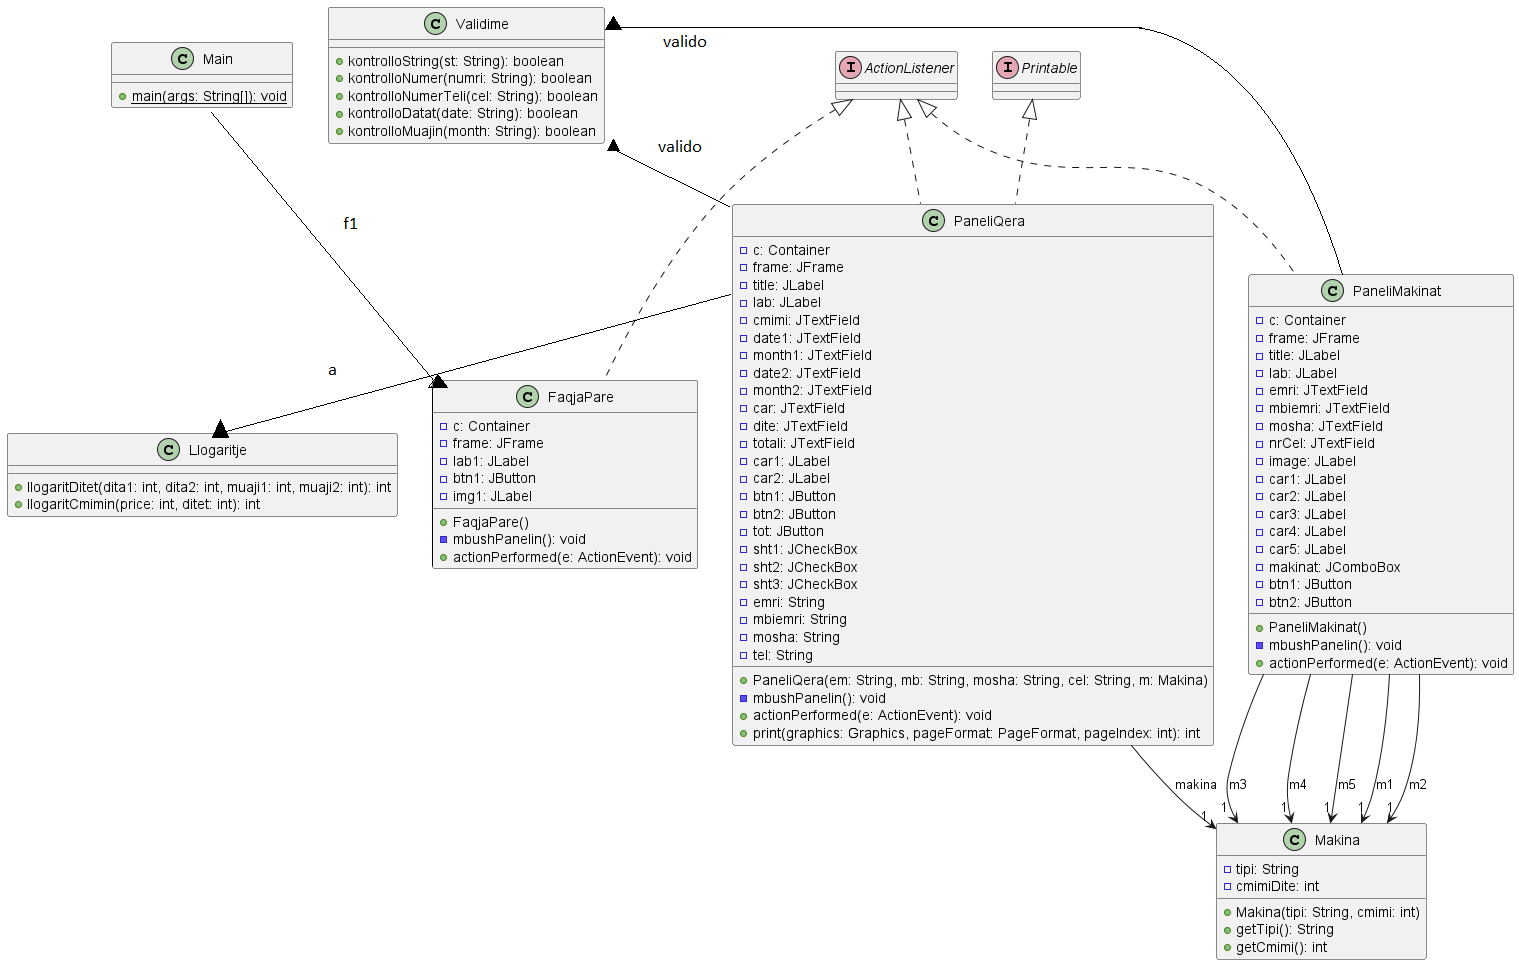 C Main
main(args: String[]): void
C Validime
kontrolloString(st: String): boolean
kontrolloNumer(numri: String): boolean
kontrolloNumerTeli(cel: String): boolean
kontrolloDatat(date: String): boolean
kontrolloMuajin(month: String): boolean
valido
valido
I ActionListener
I Printable
f1
a
C PaneliQera
c: Container
frame: JFrame
title: JLabel
lab: JLabel
cmimi: JTextField
date1: JTextField
month1: JTextField
date2: JTextField
month2: JTextField
car: JTextField
dite: JTextField
totali: JTextField
car1: JLabel
car2: JLabel
btn1: JButton
btn2: JButton
tot: JButton
sht1: JCheckBox
sht2: JCheckBox
sht3: JCheckBox
emri: String
mbiemri: String
mosha: String
tel: String
PaneliQera(em: String, mb: String, mosha: String, cel: String, m: Makina)
mbushPanelin(): void
actionPerformed(e: ActionEvent): void
print(graphics: Graphics, pageFormat: PageFormat, pageIndex: int): int
C PaneliMakinat
c: Container
frame: JFrame
title: JLabel
lab: JLabel
emri: JTextField
mbiemri: JTextField
mosha: JTextField
nrCel: JTextField
image: JLabel
car1: JLabel
car2: JLabel
car3: JLabel
car4: JLabel
car5: JLabel
makinat: JComboBox
btn1: JButton
btn2: JButton
PaneliMakinat()
mbushPanelin(): void
actionPerformed(e: ActionEvent): void
C FaqjaPare
c: Container
frame: JFrame
lab1: JLabel
btn1: JButton
img1: JLabel
FaqjaPare()
mbushPanelin(): void
actionPerformed(e: ActionEvent): void
C Llogaritje
llogaritDitet(dita1: int, dita2: int, muaji1: int, muaji2: int): int
llogaritCmimin(price: int, ditet: int): int
makina m3 m4 m5 m1 m2
1 1 1 1 1 1
C Makina
tipi: String
cmimiDite: int
Makina(tipi: String, cmimi: int)
getTipi(): String
getCmimi(): int